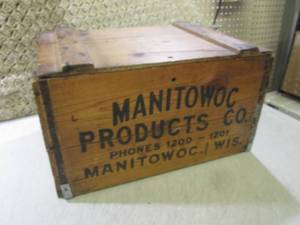 MANITOWOC
PRODUCTS CO.
PHONES 1200 - 1201
MANITOWOC. WIS.